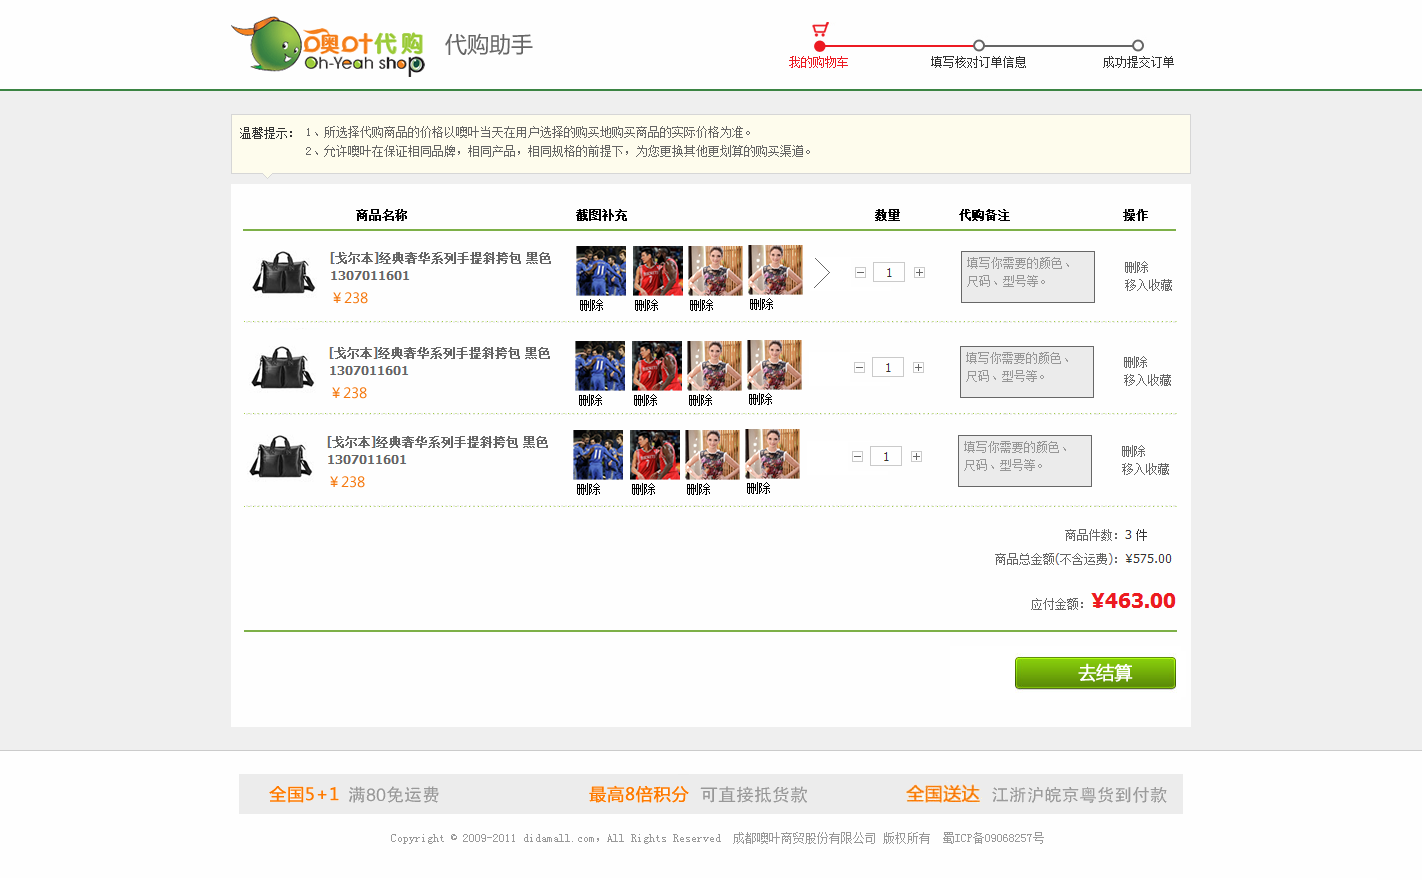 噢叶代购
Oh-Yeah shop
代购助手
我的购物车
填写核对订单信息
成功提交订单
温馨提示： 1、所选择代购商品的价格以噢叶当天在用户选择的购买地购买商品的实际价格为准。
2、允许噢叶在保证相同品牌，相同产品，相同规格的前提下，为您更换其他更划算的购买渠道。
商品名称 截图补充 数量 代购备注 操作
[戈尔本]经典奢华系列手提斜挎包 黑色
1307011601
￥238
删除 删除 删除 删除
1
填写你需要的颜色、
尺码、型号等。
删除
移入收藏
[戈尔本]经典奢华系列手提斜挎包 黑色
1307011601
￥238
删除 删除 删除 删除
1
填写你需要的颜色、
尺码、型号等。
删除
移入收藏
[戈尔本]经典奢华系列手提斜挎包 黑色
1307011601
￥238
删除 删除 删除 删除
1
填写你需要的颜色、
尺码、型号等。
删除
移入收藏
商品件数：3 件
商品总金额(不含运费)：¥575.00
应付金额：¥463.00
去结算
全国5+1 满80免运费
最高8倍积分 可直接抵货款
全国送达 江浙沪皖京粤货到付款
Copyright © 2009-2011 didamall.com，All Rights Reserved 成都噢叶商贸股份有限公司 版权所有 蜀ICP备09068257号